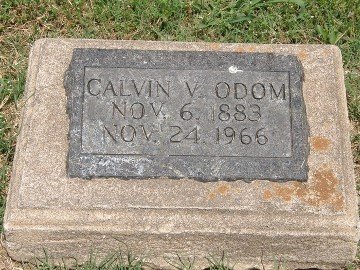 CALVIN V. ODOM
NOV. 6, 1883
NOV. 24, 1966